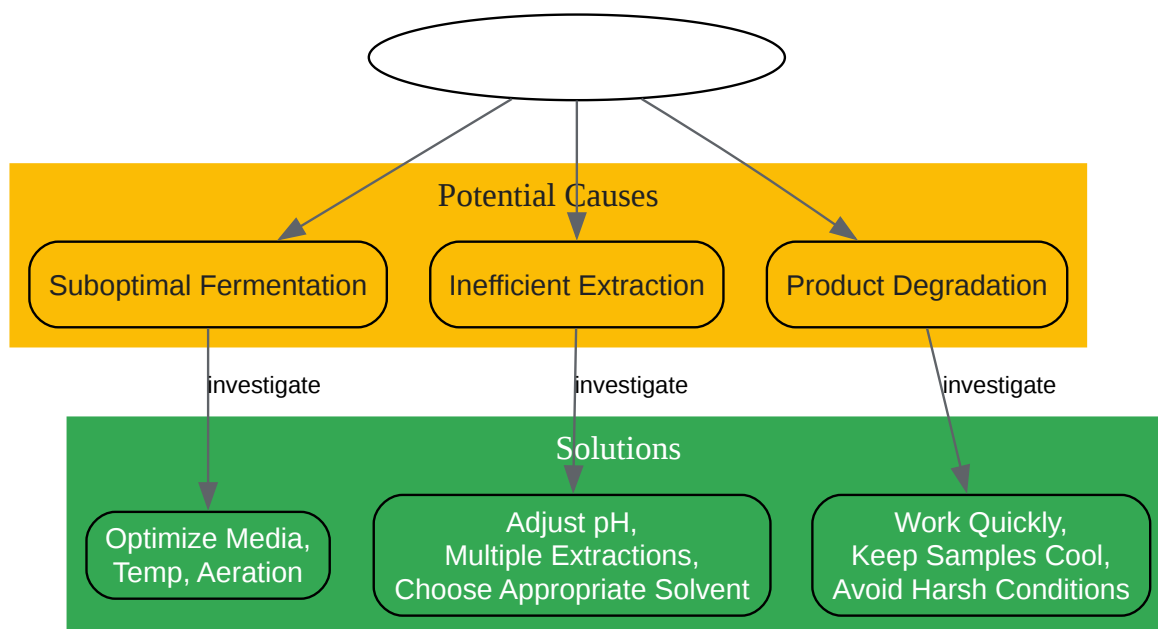 Potential Causes
Suboptimal Fermentation
Inefficient Extraction
Product Degradation
investigate
investigate
investigate
Solutions
Optimize Media,
Temp, Aeration
Adjust pH,
Multiple Extractions,
Choose Appropriate Solvent
Work Quickly,
Keep Samples Cool,
Avoid Harsh Conditions